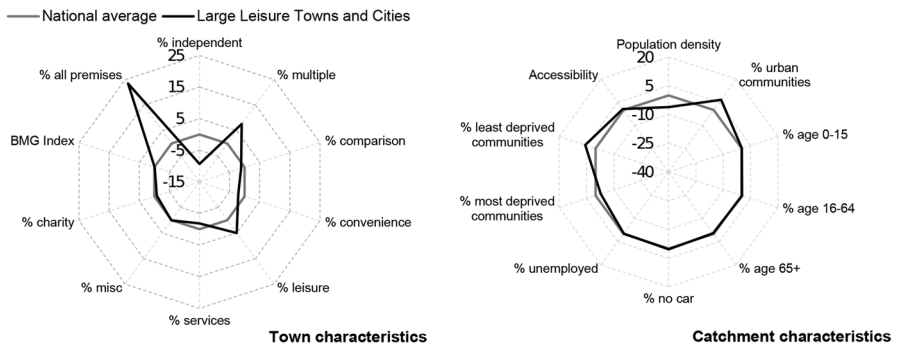 National average
Large Leisure Towns and Cities
% independent
25
% all premises
% multiple
15
5
BMG Index
% comparison
-5
-15
% charity
% convenience
% misc
% leisure
% services
Town characteristics
Population density
20
Accessibility
% urban
communities
5
% least deprived
communities
-10
% age 0-15
-25
-40
% most deprived
communities
% age 16-64
% unemployed
% age 65+
% no car
Catchment characteristics